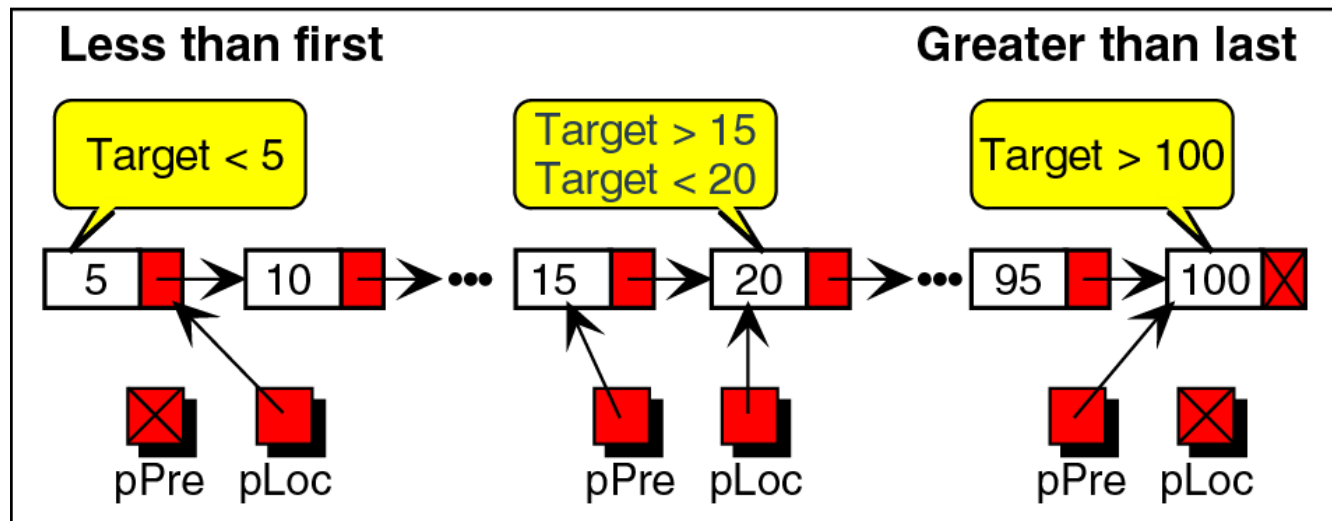 Less than first
Greater than last
Target < 5
Target > 15
Target < 20
Target > 100
5
10
•••
15
20
•••
95
100
pPre
pLoc
pPre
pLoc
pPre
pLoc